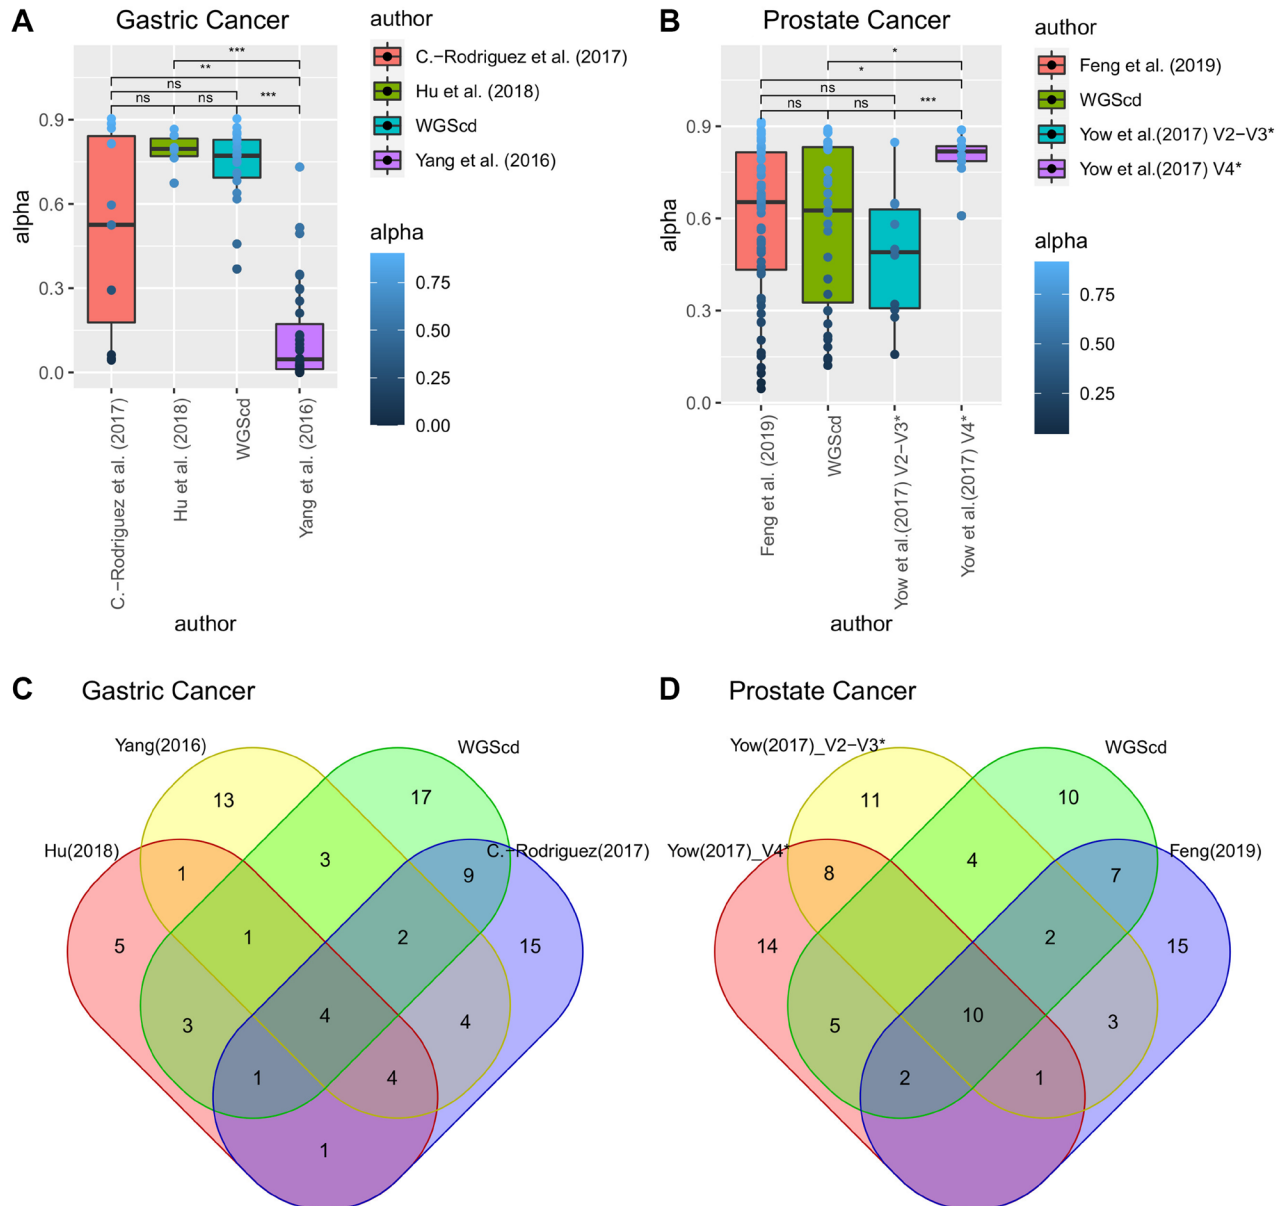 A
Gastric Cancer
author
C.−Rodriguez et al. (2017)
Hu et al. (2018)
WGScd
Yang et al. (2016)
alpha
0.75
0.50
0.25
0.00
***
**
ns
ns
ns
***
0.9
0.6
0.3
0.0
alpha
C.−Rodriguez et al. (2017)
Hu et al. (2018)
WGScd
Yang et al. (2016)
author
B
Prostate Cancer
author
Feng et al. (2019)
WGScd
Yow et al.(2017) V2−V3*
Yow et al.(2017) V4*
alpha
0.75
0.50
0.25
*
*
ns
ns
ns
***
0.9
0.6
0.3
0.0
alpha
Feng et al. (2019)
WGScd
Yow et al.(2017) V2−V3*
Yow et al.(2017) V4*
author
C
Gastric Cancer
Yang(2016)
WGScd
Hu(2018)
C.−Rodriguez(2017)
13
17
3
1
9
5
1
2
15
3
4
4
1
4
1
D
Prostate Cancer
Yow(2017)_V2−V3*
WGScd
Yow(2017)_V4*
Feng(2019)
11
10
4
8
7
14
2
15
5
10
3
2
1